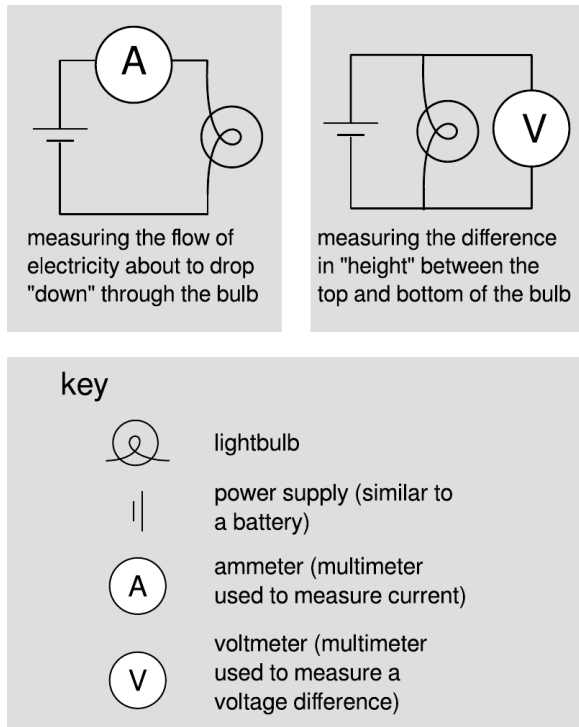 A
V
measuring the flow of
electricity about to drop
"down" through the bulb
measuring the difference
in "height" between the
top and bottom of the bulb
key
lightbulb
power supply (similar to
a battery)
A
ammeter (multimeter
used to measure current)
V
voltmeter (multimeter
used to measure a
voltage difference)